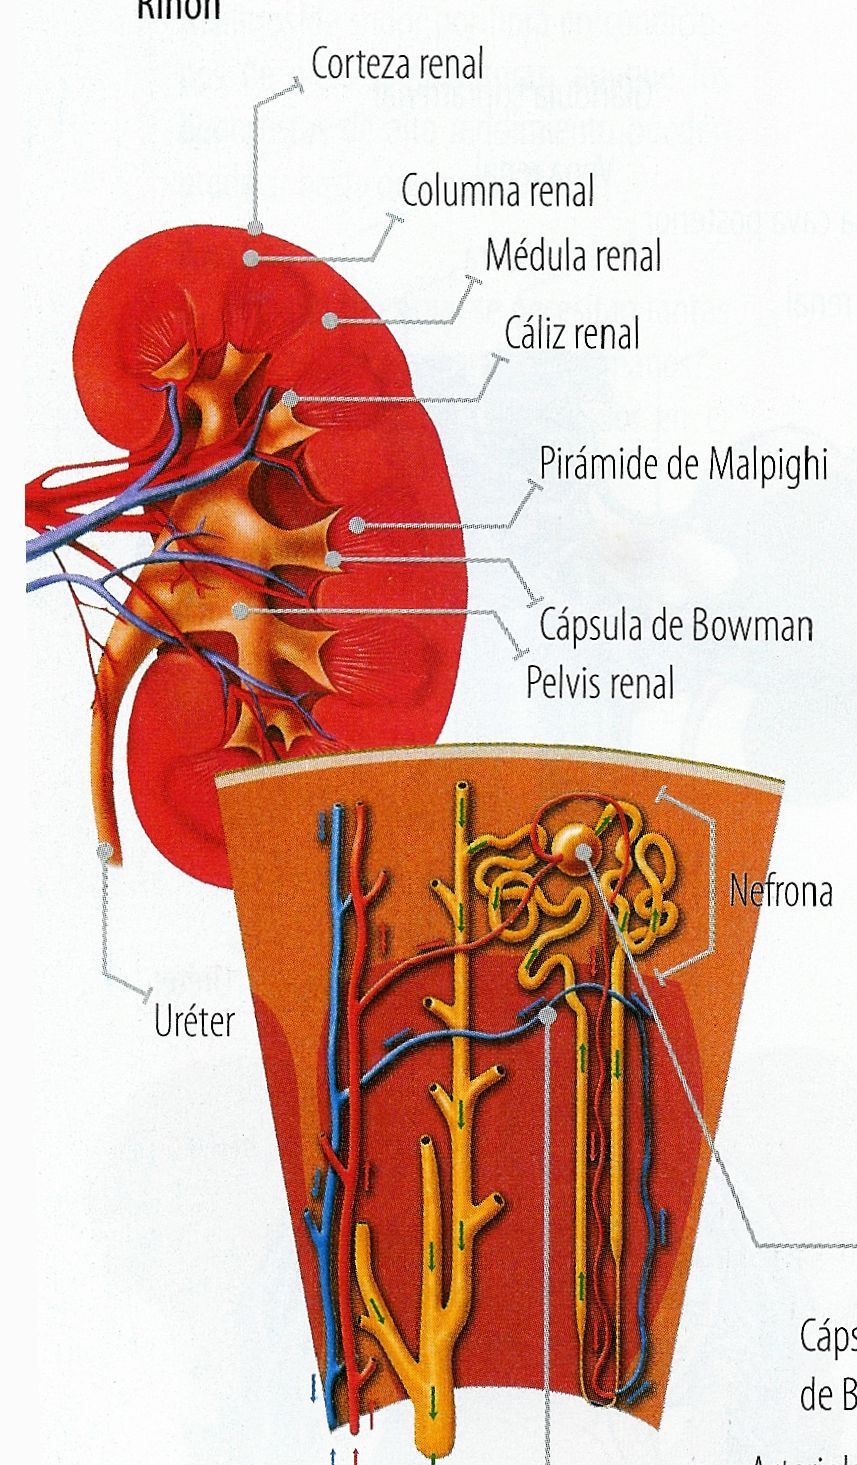 Riñón
Corteza renal
Columna renal
Médula renal
Cáliz renal
Pirámide de Malpighi
Cápsula de Bowman
Pelvis renal
Nefrona
Uréter
Cáps
de B